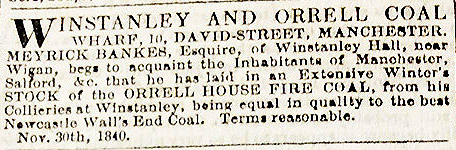 WINSTANLEY AND ORRELL COAL
WHARF, 10, DAVID-STREET, MANCHESTER.
MEYRICK BANKES, Esquire, of Winstanley Hall, near
Wigan, begs to acquaint the Inhabitants of Manchester,
Salford, &c. that he has laid in an Extensive Winter's
STOCK of the ORRELL HOUSE FIRE COAL, from his
Collieries at Winstanley, being equal in quality to the best
Newcastle Wall's End Coal. Terms reasonable.
Nov. 30th, 1840.